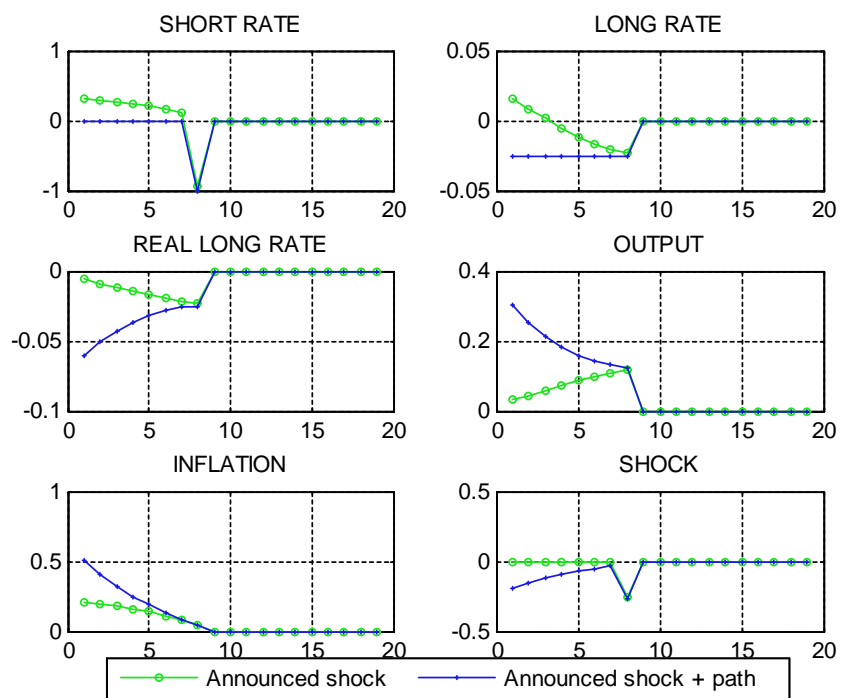 SHORT RATE
LONG RATE
1
0
-1
0 5 10 15 20
0.05
0
-0.05
0 5 10 15 20
REAL LONG RATE
OUTPUT
0
-0.05
-0.1
0 5 10 15 20
0.4
0.2
0
0 5 10 15 20
INFLATION
SHOCK
1
0.5
0
0 5 10 15 20
0.5
0
-0.5
0 5 10 15 20
Announced shock
Announced shock + path